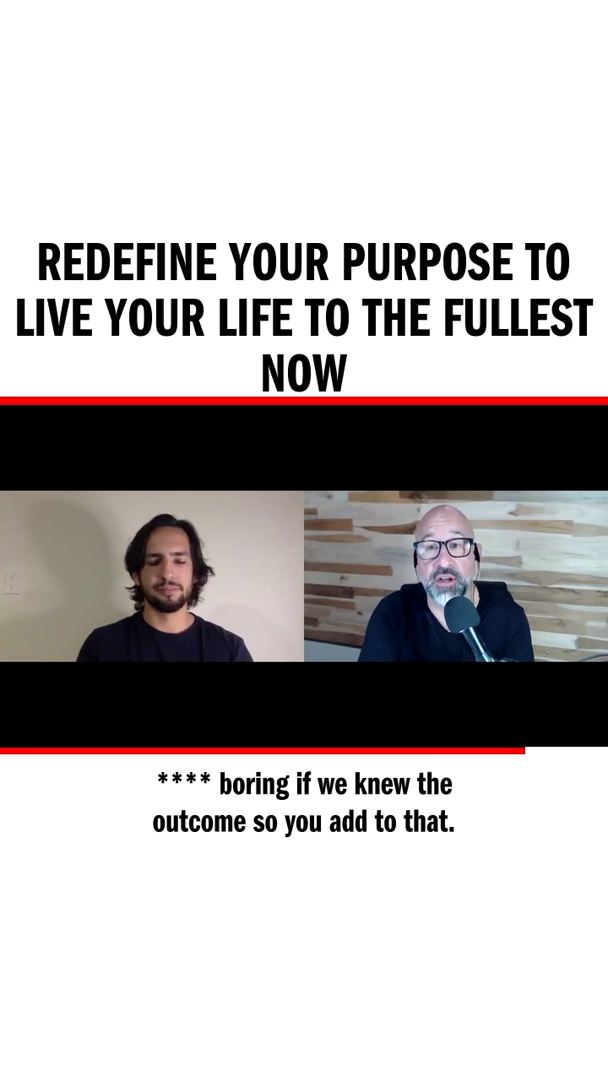 REDEFINE YOUR PURPOSE TO
LIVE YOUR LIFE TO THE FULLEST
NOW
**** boring if we knew the
outcome so you add to that.